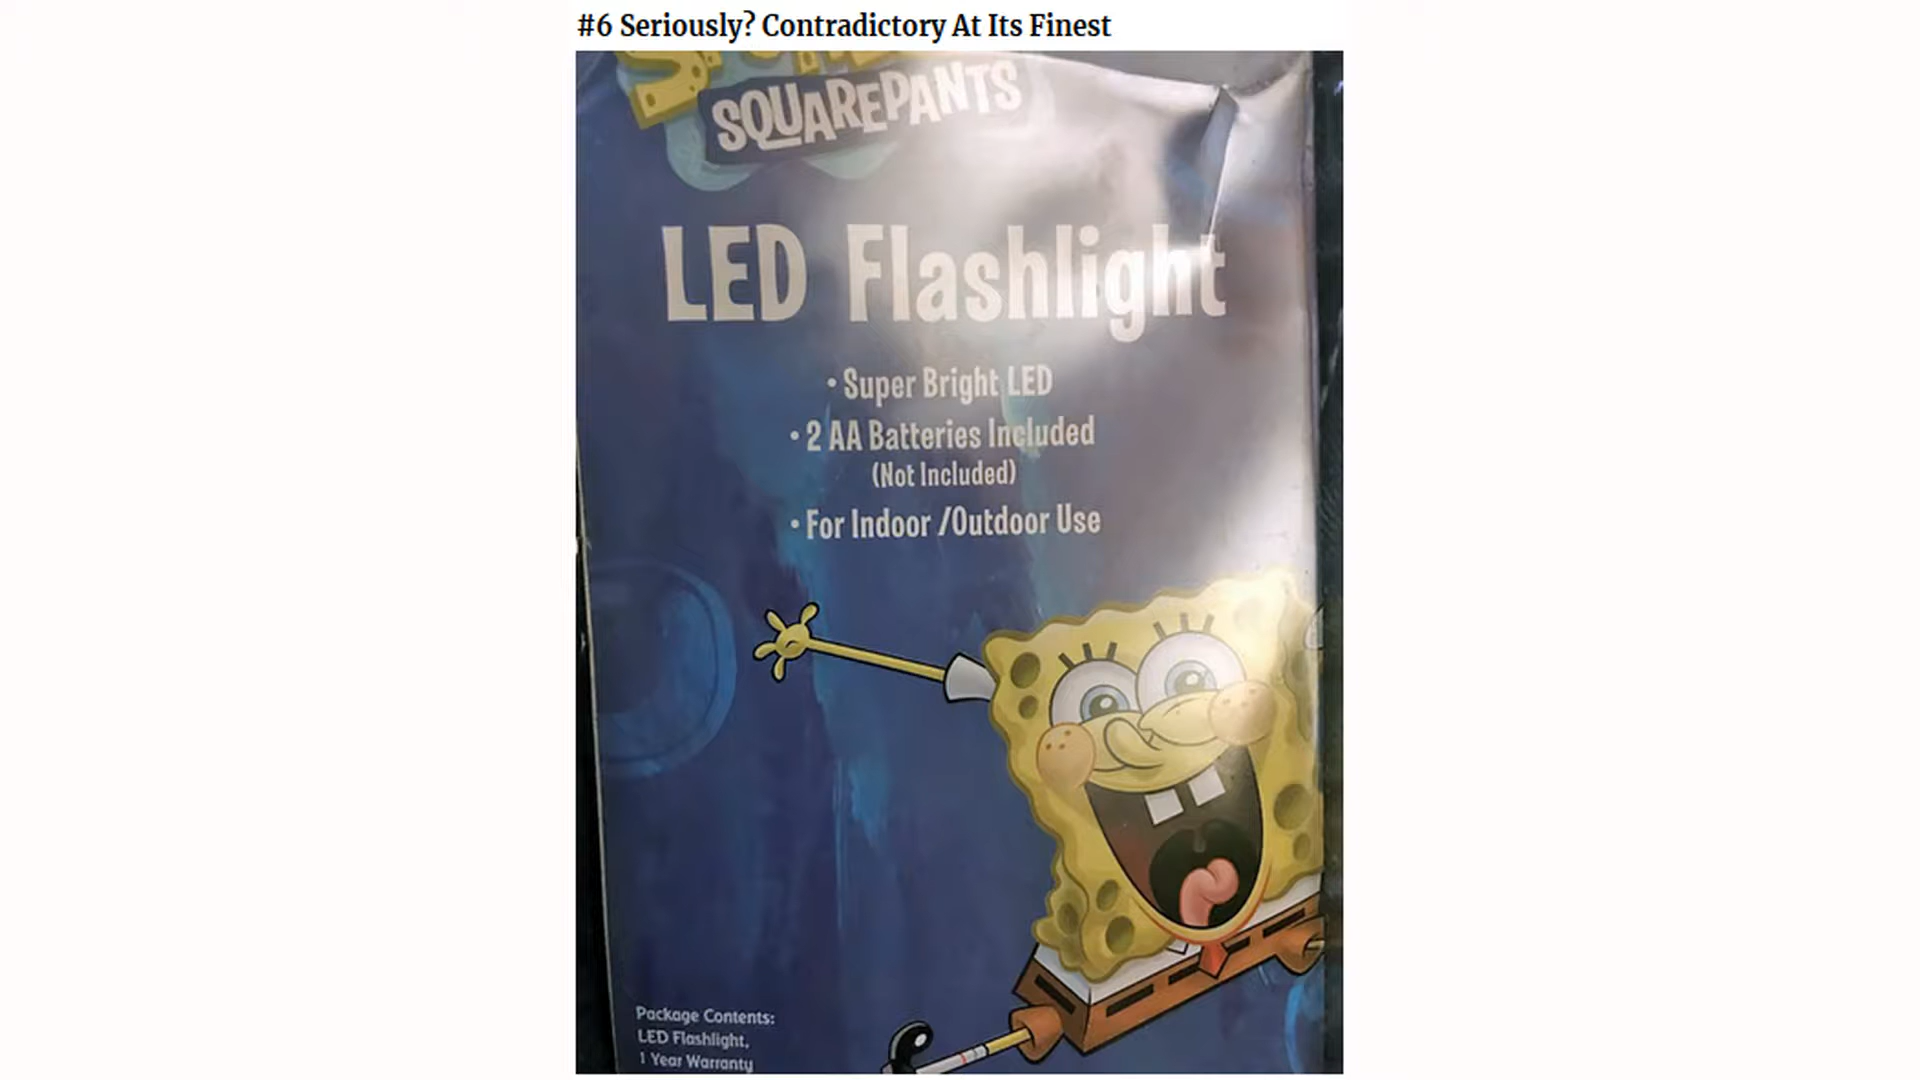 #6 Seriously? Contradictory At Its Finest
SQUAREPANTS
LED Flashlight
• Super Bright LED
• 2 AA Batteries Included
(Not Included)
• For Indoor /Outdoor Use
Package Contents:
LED Flashlight,
1 Year Warranty